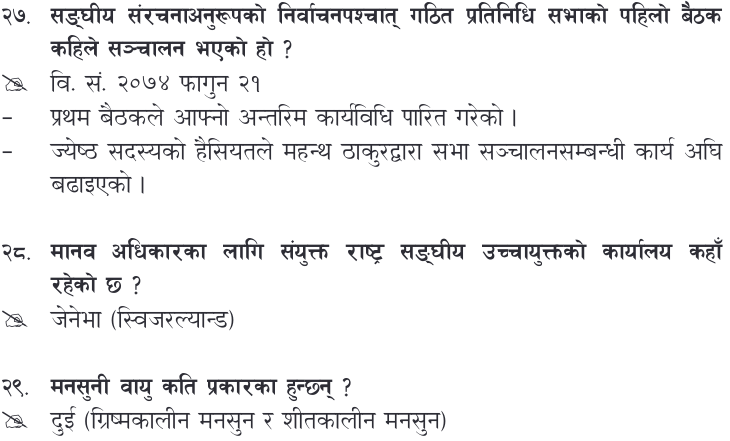 २७. सङ्घीय संरचनाअनुरूपको निर्वाचनपश्चात् गठित प्रतिनिधि सभाको पहिलो बैठक
कहिले सञ्चालन भएको हो ?
वि. सं. २०७४ फागुन २१
– प्रथम बैठकले आफ्नो अन्तरिम कार्यविधि पारित गरेको ।
– ज्येष्ठ सदस्यको हैसियतले महन्थ ठाकुरद्वारा सभा सञ्चालनसम्बन्धी कार्य अघि
बढाइएको ।
२८. मानव अधिकारका लागि संयुक्त राष्ट्र सङ्घीय उच्चायुक्तको कार्यालय कहाँ
रहेको छ ?
जेनेभा (स्विजरल्यान्ड)
२९. मनसुनी वायु कति प्रकारका हुन्छन् ?
दुई (ग्रिष्मकालीन मनसुन र शीतकालीन मनसुन)